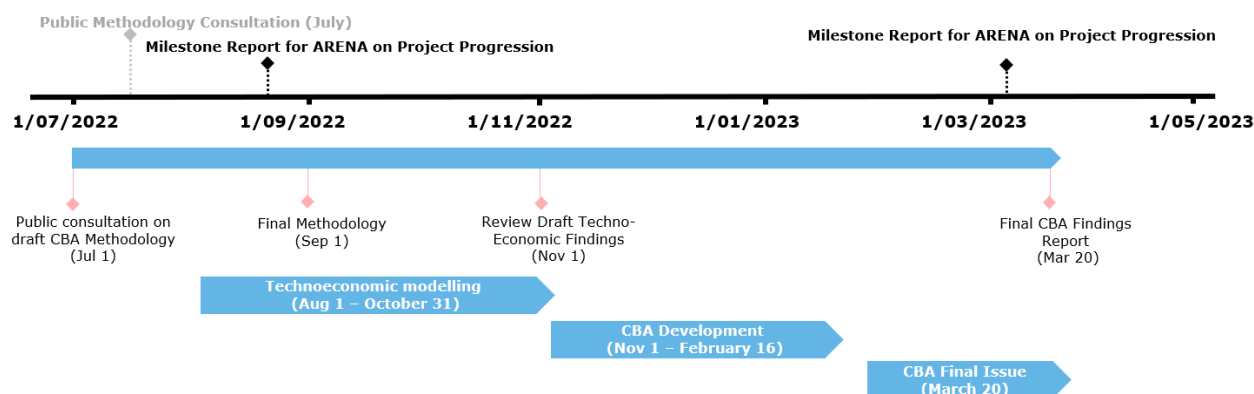 Public Methodology Consultation (July)
Milestone Report for ARENA on Project Progression
Milestone Report for ARENA on Project Progression
1/07/2022
1/09/2022
1/11/2022
1/01/2023
1/03/2023
1/05/2023
Public consultation on
draft CBA Methodology
(Jul 1)
Final Methodology
(Sep 1)
Review Draft Techno-
Economic Findings
(Nov 1)
Final CBA Findings
Report
(Mar 20)
Technoeconomic modelling
(Aug 1 – October 31)
CBA Development
(Nov 1 – February 16)
CBA Final Issue
(March 20)